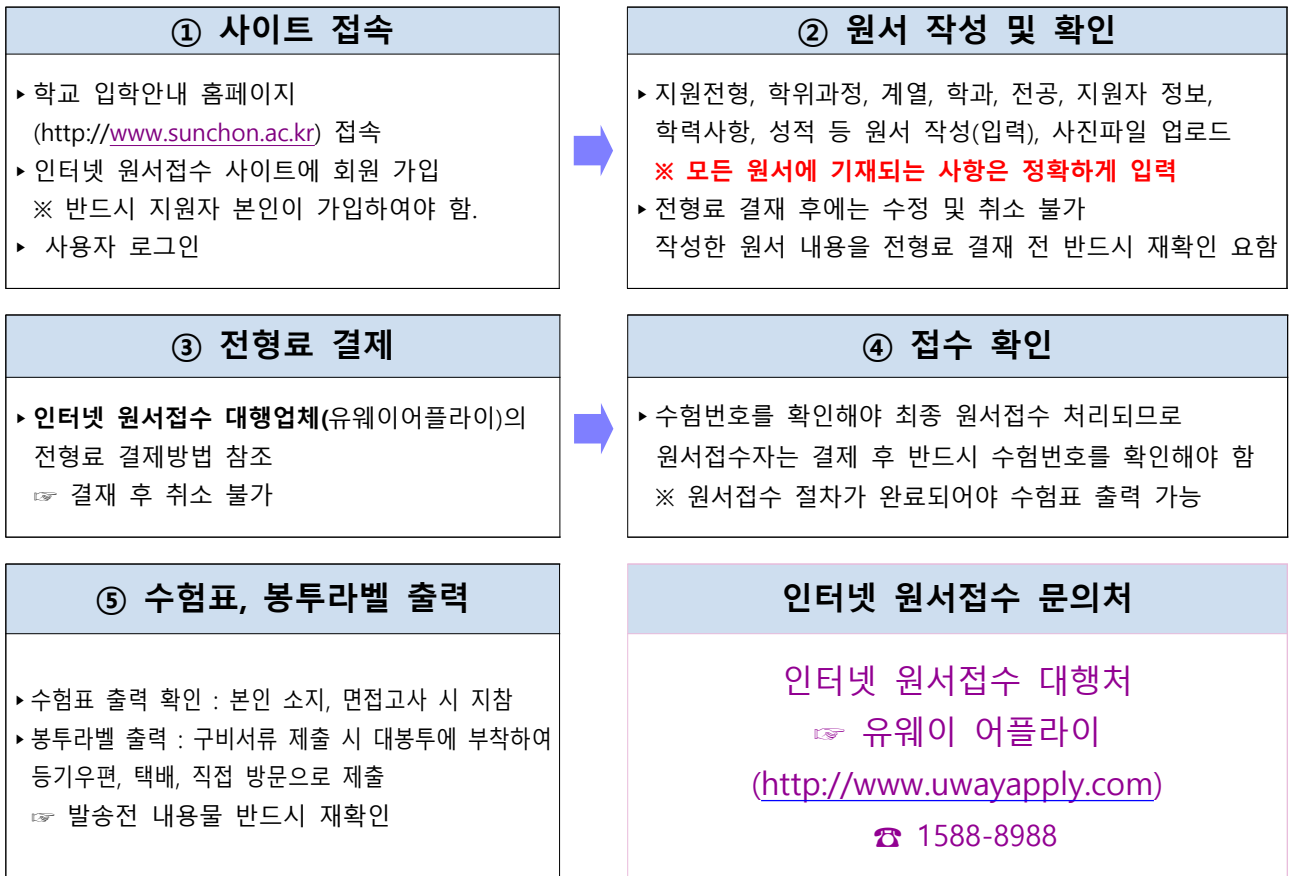 ① 사이트 접속
▸학교 입학안내 홈페이지
(http://www.sunchon.ac.kr) 접속
▸인터넷 원서접수 사이트에 회원 가입
※ 반드시 지원자 본인이 가입하여야 함.
▸ 사용자 로그인
② 원서 작성 및 확인
▸지원전형, 학위과정, 계열, 학과, 전공, 지원자 정보,
학력사항, 성적 등 원서 작성(입력), 사진파일 업로드
※ 모든 원서에 기재되는 사항은 정확하게 입력
▸전형료 결재 후에는 수정 및 취소 불가
작성한 원서 내용을 전형료 결재 전 반드시 재확인 요함
③ 전형료 결제
▸인터넷 원서접수 대행업체(유웨이어플라이)의
전형료 결제방법 참조
☞ 결재 후 취소 불가
④ 접수 확인
▸수험번호를 확인해야 최종 원서접수 처리되므로
원서접수자는 결제 후 반드시 수험번호를 확인해야 함
※ 원서접수 절차가 완료되어야 수험표 출력 가능
⑤ 수험표, 봉투라벨 출력
▸수험표 출력 확인 : 본인 소지, 면접고사 시 지참
▸봉투라벨 출력 : 구비서류 제출 시 대봉투에 부착하여
등기우편, 택배, 직접 방문으로 제출
☞ 발송전 내용물 반드시 재확인
인터넷 원서접수 문의처
인터넷 원서접수 대행처
☞ 유웨이 어플라이
(http://www.uwayapply.com)
☎ 1588-8988